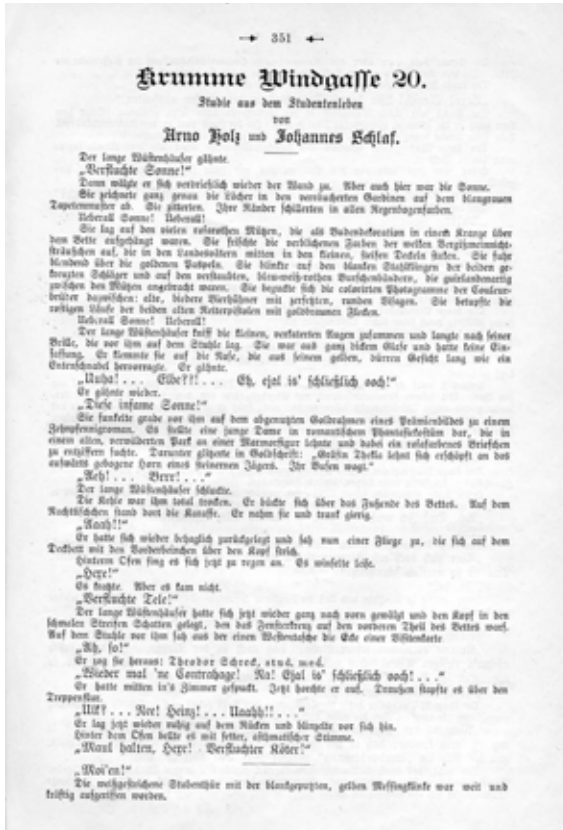 351
Krumme Windgasse 20.
Studie aus dem Studentenleben
von
Arno Holz und Johannes Schlaf.
Der lange Wüstenhäuser gähnte.
„Verfluchte Sonne!“
Dann wälzte er sich verdrießlich wieder der Wand zu. Aber auch hier war die Sonne.
Sie zeichnete ganz genau die Löcher in den verräucherten Gardinen auf dem blaugrauen
Tapetenmuster ab. Sie zitterten. Ihre Ränder schillerten in allen Regenbogenfarben.
Ueberall Sonne! Ueberall!
Sie lag auf den vielen rosarothen Mützen, die als Budendekoration in einem Kranze über
dem Bette aufgehängt waren. Sie frischte die verblichenen Farben der welken Vergißmeinnicht-
sträußchen auf, die in den Landesvätern mitten in den kleinen, steifen Deckeln staken. Sie fuhr
blendend über die goldenen Paspeln. Sie blinkte auf den blanken Stahlklingen der beiden ge-
kreuzten Schläger und auf den verstaubten, blau-weiß-rothen Burschenbändern, die guirlandenartig
zwischen den Mützen angebracht waren. Sie beguckte sich die colorirten Photogramme der Couleur-
brüder dazwischen: alte, biedere Bierhühner mit zerfetzten, runden Visagen. Sie betupfte die
rostigen Läufe der beiden alten Reiterpistolen mit goldbraunen Flecken.
Ueberall Sonne! Ueberall!
Der lange Wüstenhäuser kniff die kleinen, verkaterten Augen zusammen und langte nach seiner
Brille, die vor ihm auf dem Stuhle lag. Sie war aus ganz dickem Glase und hatte keine Ein-
fassung. Er klemmte sie auf die Nase, die aus seinem gelben, dürren Gesicht lang wie ein
Entenschnabel hervorragte. Er gähnte.
„Uuha! . . . Elbe?!! . . . Eh, ejal is' schließlich ooch!“
Er gähnte wieder.
„Diese infame Sonne!“
Sie funkelte grade vor ihm auf dem abgenutzten Goldrahmen eines Prämienbildes zu einem
Zehnpfennigroman. Es stellte eine junge Dame in romantischem Phantasiekostüm dar, die in
einem alten, verwilderten Park an einer Marmorfigur lehnte und dabei ein rosafarbenes Briefchen
zu entziffern suchte. Darunter glänzte in Goldschrift: „Gräfin Thekla lehnt sich erschöpft an das
auswärts gebogene Horn eines steinernen Jägers. Ihr Busen wogt.“
„Aeh! . . . Brrr! . . .“
Der lange Wüstenhäuser schluckte.
Die Kehle war ihm total trocken. Er bückte sich über das Fußende des Bettes. Auf dem
Nachttischchen stand dort die Karaffe. Er nahm sie und trank gierig.
„Aaah!!“
Er hatte sich wieder behaglich zurückgelegt und sah nun einer Fliege zu, die sich auf dem
Deckbett mit den Vorderbeinchen über den Kopf strich.
Hinterm Ofen fing es sich jetzt zu regen an. Es winselte leise.
„Hexe!“
Es kratzte. Aber es kam nicht.
„Verfluchte Tele!“
Der lange Wüstenhäuser hatte sich jetzt wieder ganz nach vorn gewälzt und den Kopf in den
schmalen Streifen Schatten gelegt, den das Fensterkreuz auf den vorderen Theil des Bettes warf.
Auf dem Stuhle vor ihm sah aus der einen Westentasche die Ecke einer Visitenkarte
„Ah, so!“
Er zog sie heraus: Theodor Schreck, stud. med.
„Wieder mal 'ne Contrahage! Na! Ejal is' schließlich ooch! . . .“
Er hatte mitten in's Zimmer gespuckt. Jetzt horchte er auf. Draußen stapfte es über den
Treppenflur.
„Nik? . . . Nee! Heinz! . . . Uaahh!! . . .“
Er lag jetzt wieder ruhig auf dem Rücken und blinzelte vor sich hin.
Hinter dem Ofen bellte es mit fetter, asthmatischer Stimme.
„Maul halten, Hexe! Verfluchter Köter!“
„Moi'en!“
Die weißgestrichene Stubenthür mit der blankgeputzten, gelben Messingklinke war weit und
kräftig aufgerissen worden.